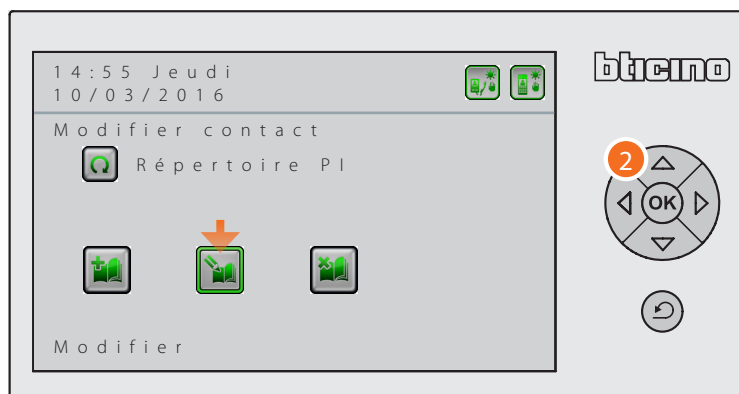 14:55 Jeudi
10/03/2016
bticino
Modifier contact
Répertoire PI
2
OK
Modifier